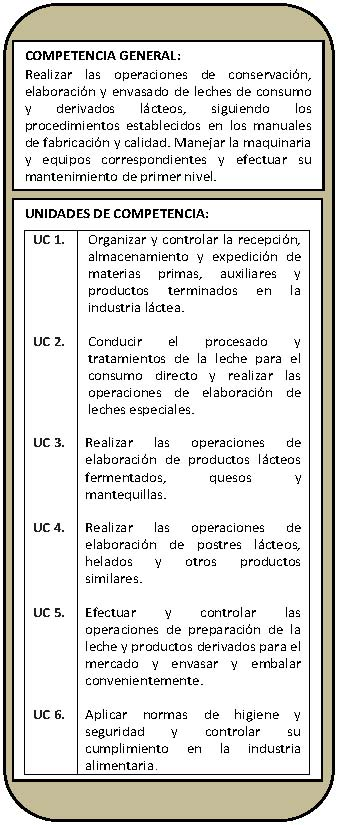 COMPETENCIA GENERAL:
Realizar las operaciones de conservación,
elaboración y envasado de leches de consumo
y derivados lácteos, siguiendo los
procedimientos establecidos en los manuales
de fabricación y calidad. Manejar la maquinaria
y equipos correspondientes y efectuar su
mantenimiento de primer nivel.
UNIDADES DE COMPETENCIA:
UC 1. Organizar y controlar la recepción,
almacenamiento y expedición de
materias primas, auxiliares y
productos terminados en la
industria láctea.
UC 2. Conducir el procesado y
tratamientos de la leche para el
consumo directo y realizar las
operaciones de elaboración de
leches especiales.
UC 3. Realizar las operaciones de
elaboración de productos lácteos
fermentados, quesos y
mantequillas.
UC 4. Realizar las operaciones de
elaboración de postres lácteos,
helados y otros productos
similares.
UC 5. Efectuar y controlar las
operaciones de preparación de la
leche y productos derivados para el
mercado y envasar y embalar
convenientemente.
UC 6. Aplicar normas de higiene y
seguridad y controlar su
cumplimiento en la industria
alimentaria.